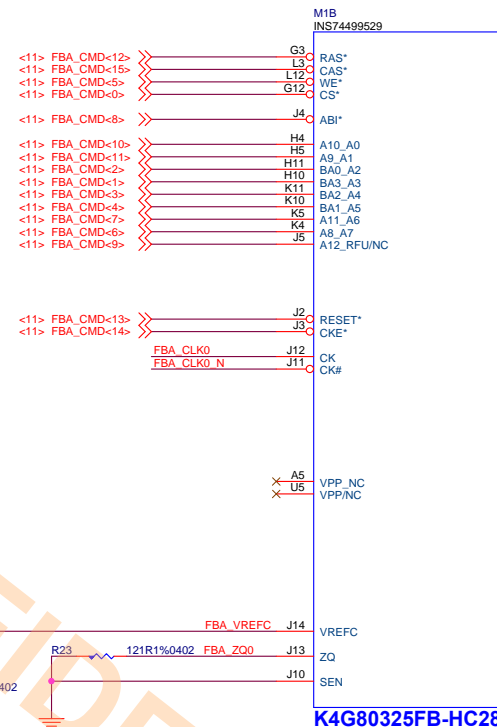 M1B
INS74499529
<11> FBA_CMD<12> G3 RAS*
<11> FBA_CMD<15> L3 CAS*
<11> FBA_CMD<5> L12 WE*
<11> FBA_CMD<0> G12 CS*
<11> FBA_CMD<8> J4 ABI*
<11> FBA_CMD<10> H4 A10_A0
<11> FBA_CMD<11> H5 A9_A1
<11> FBA_CMD<2> H11 BA0_A2
<11> FBA_CMD<1> H10 BA3_A3
<11> FBA_CMD<3> K11 BA2_A4
<11> FBA_CMD<4> K10 BA1_A5
<11> FBA_CMD<7> K5 A11_A6
<11> FBA_CMD<6> K4 A8_A7
<11> FBA_CMD<9> J5 A12_RFU/NC
<11> FBA_CMD<13> J2 RESET*
<11> FBA_CMD<14> J3 CKE*
FBA_CLK0 J12 CK
FBA_CLK0_N J11 CK#
A5 VPP_NC
U5 VPP/NC
FBA_VREFC J14 VREFC
R23 121R1%0402 FBA_ZQ0 J13 ZQ
J10 SEN
402
K4G80325FB-HC28